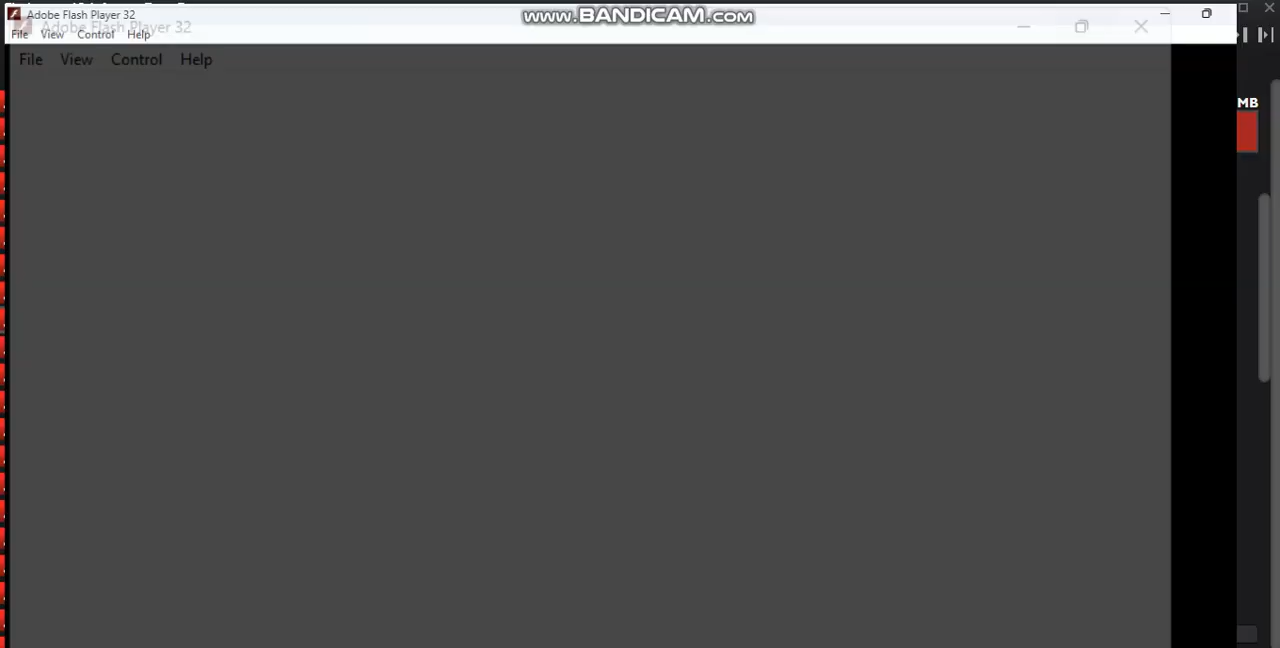 Adobe Flash Player 32
www.BANDICAM.com
Adobe Flash Player 32
File View Control Help
File View Control Help
MB